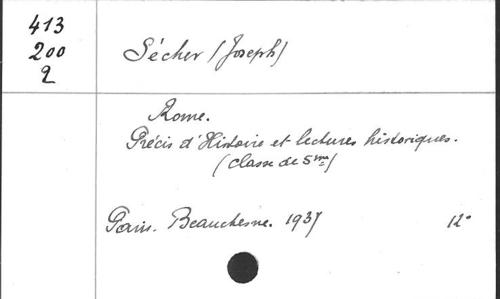 413
200
2
Sécher (Joseph)
Rome.
Précis d'Histoire et lectures historiques.
(Classe de 5me)
Paris. Beauchesne. 1937 12°